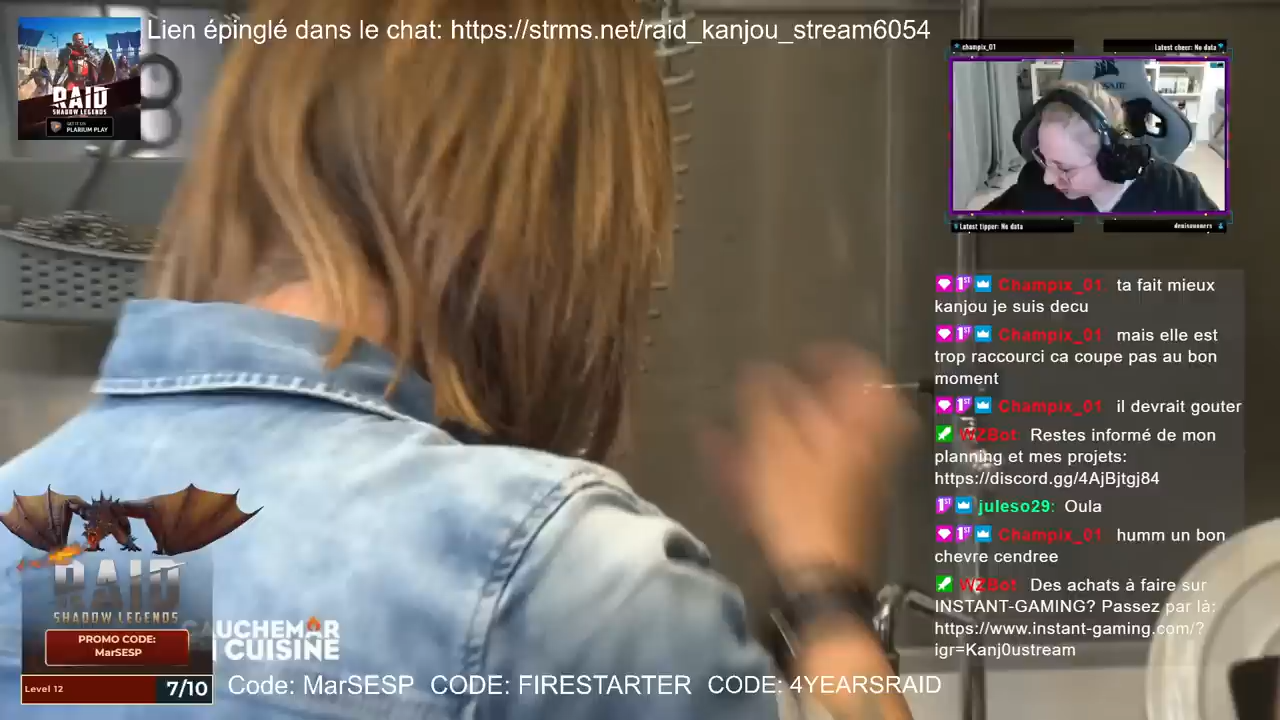 Lien épinglé dans le chat: https://strms.net/raid_kanjou_stream6054
RAID
SHADOW LEGENDS
GET IT ON
PLARIUM PLAY
champix_01
Latest cheer: No data
Latest tipper: No data
Champix_01: ta fait mieux
kanjou je suis decu
Champix_01: mais elle est
trop raccourci ca coupe pas au bon
moment
Champix_01: il devrait gouter
WZBot: Restes informé de mon
planning et mes projets:
https://discord.gg/4AjBjtgj84
juleso29: Oula
Champix_01: humm un bon
chevre cendree
WZBot: Des achats à faire sur
INSTANT-GAMING? Passez par là:
https://www.instant-gaming.com/?
igr=Kanj0ustream
RAID
SHADOW LEGENDS
PROMO CODE:
MarSESP
Level 12
7/10
CAUCHEMAR
EN CUISINE
Code: MarSESP CODE: FIRESTARTER CODE: 4YEARSRAID